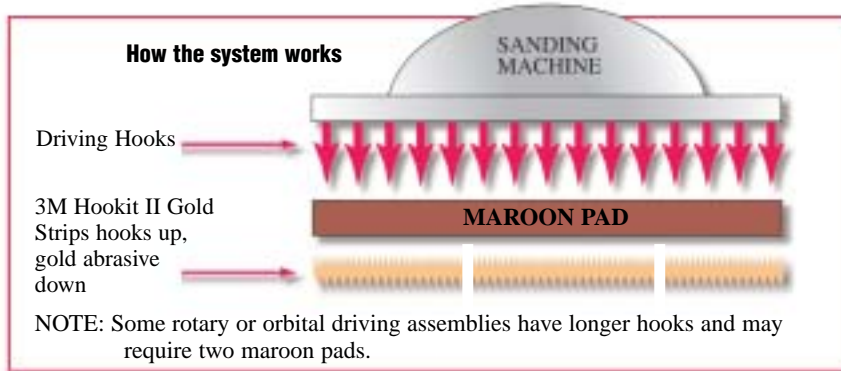 How the system works
SANDING
MACHINE
Driving Hooks
MAROON PAD
3M Hookit II Gold
Strips hooks up,
gold abrasive
down
NOTE: Some rotary or orbital driving assemblies have longer hooks and may
require two maroon pads.